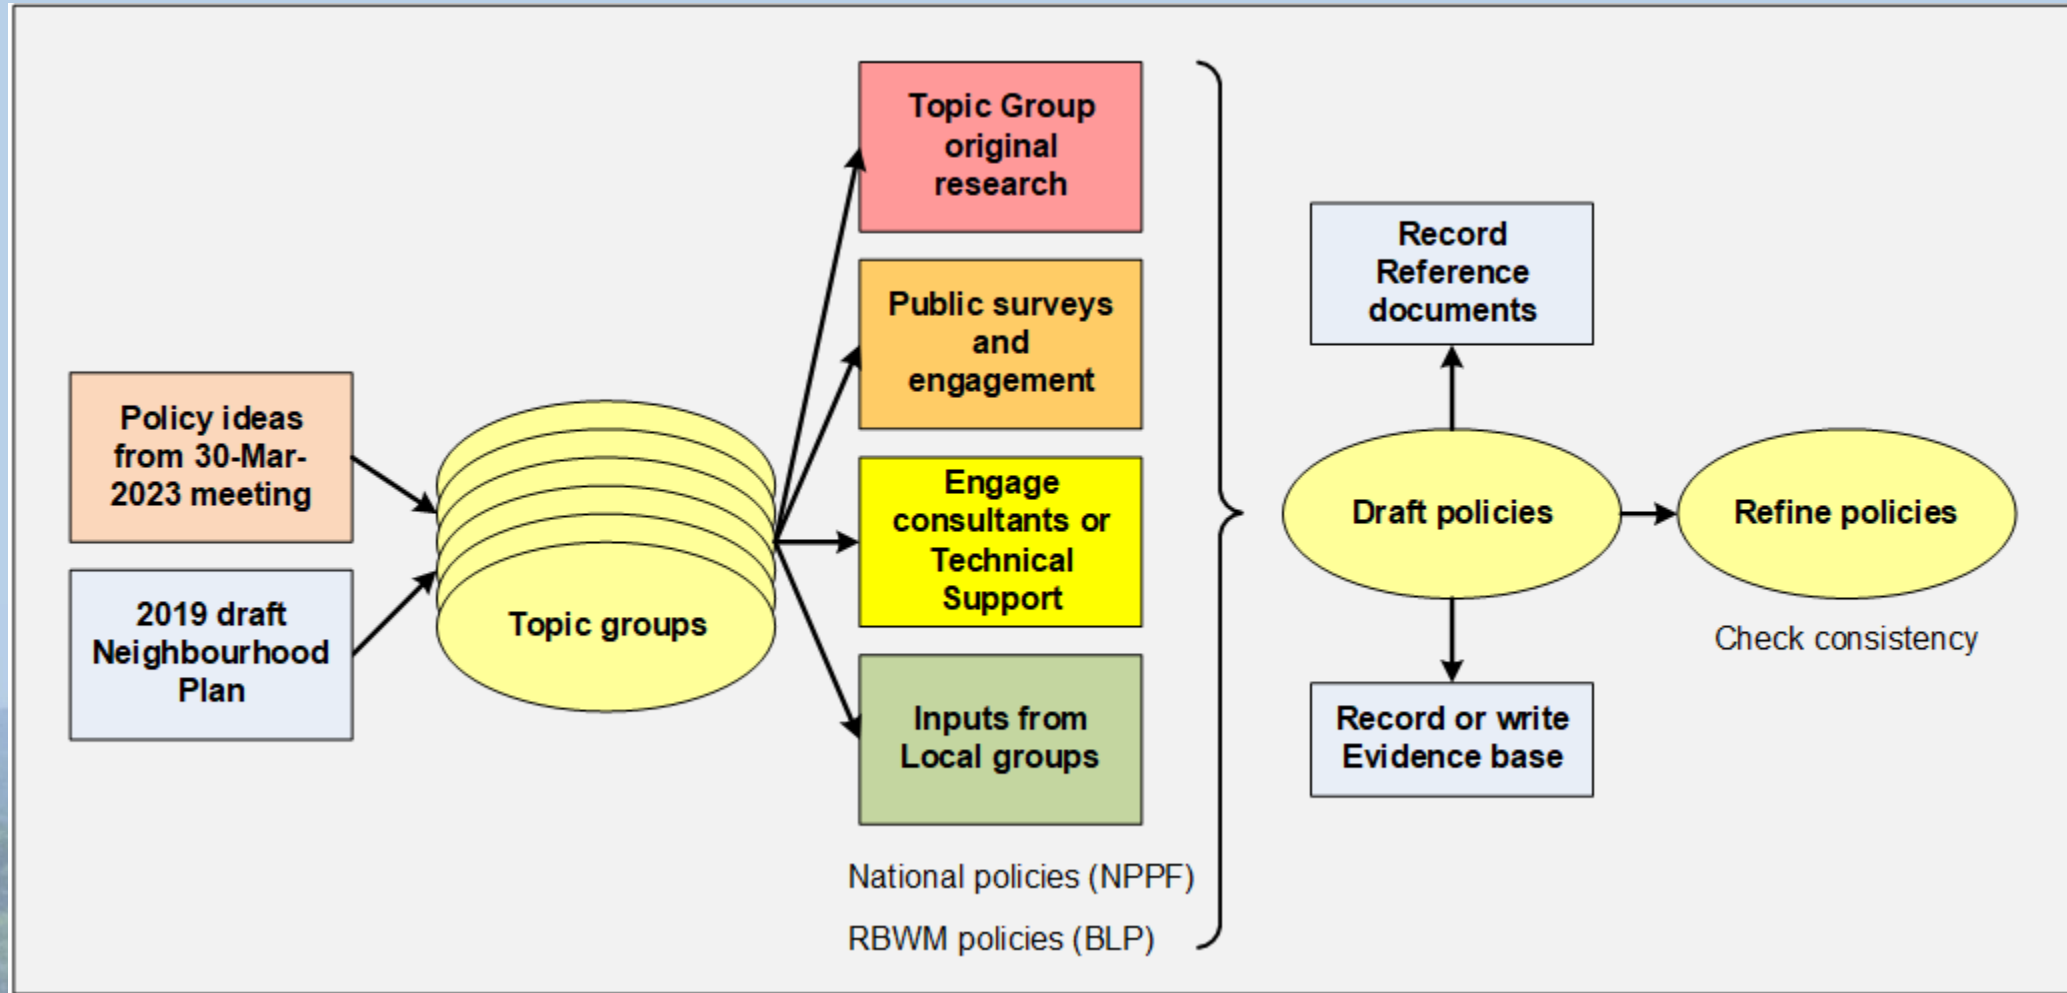 Policy ideas
from 30-Mar-
2023 meeting
2019 draft
Neighbourhood
Plan
Topic groups
Topic Group
original
research
Public surveys
and
engagement
Engage
consultants or
Technical
Support
Inputs from
Local groups
National policies (NPPF)
RBWM policies (BLP)
Record
Reference
documents
Draft policies
Record or write
Evidence base
Refine policies
Check consistency